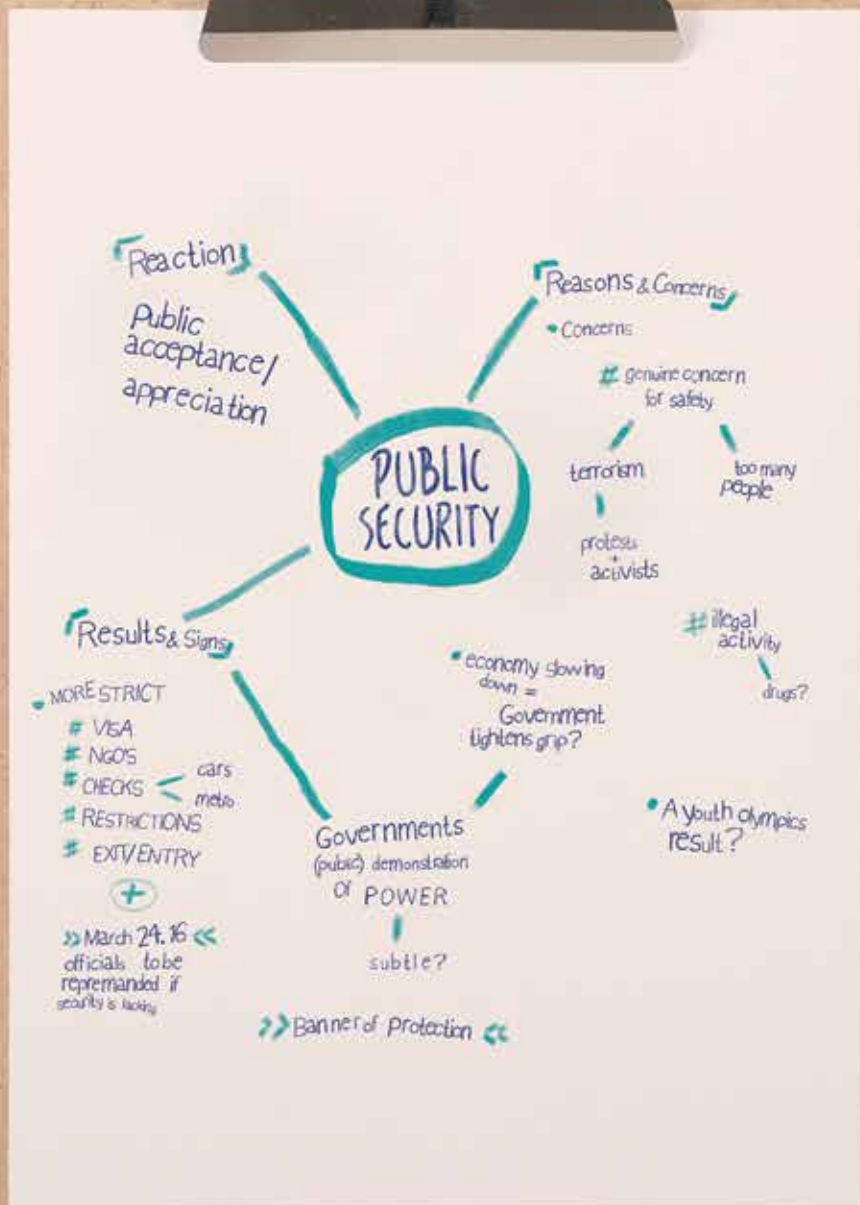 Reaction
Public
acceptance/
appreciation
Reasons & Concerns
• Concerns
# genuine concern
for safety
terrorism
too many
people
protests
+
activists
# illegal
activity
drugs?
PUBLIC
SECURITY
Results & Signs
• MORE STRICT
# VISA
# NGO'S
# CHECKS
cars
metro
# RESTRICTIONS
# EXIT/ENTRY
+
>> March 24.16 <<
officials to be
repremanded if
security is lacking
• economy slowing
down =
Government
tightens grip?
• A youth olympics
result?
Governments
(public) demonstration
of POWER
subtle?
>> Banner of Protection <<